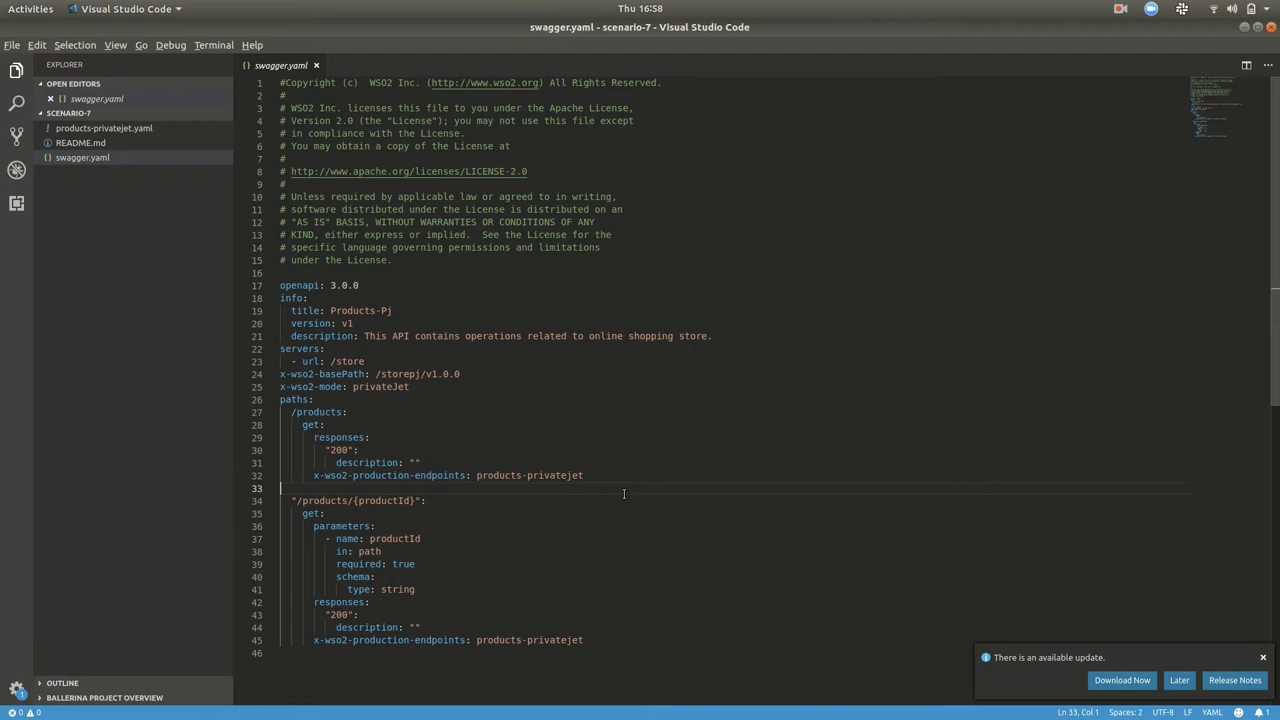 Activities
Visual Studio Code
Thu 16:58
swagger.yaml - scenario-7 - Visual Studio Code
File Edit Selection View Go Debug Terminal Help
EXPLORER
OPEN EDITORS
swagger.yaml
SCENARIO-7
products-privatejet.yaml
README.md
swagger.yaml
OUTLINE
BALLERINA PROJECT OVERVIEW
swagger.yaml
1 #Copyright (c)  WSO2 Inc. (http://www.wso2.org) All Rights Reserved.
2 #
3 # WSO2 Inc. licenses this file to you under the Apache License,
4 # Version 2.0 (the "License"); you may not use this file except
5 # in compliance with the License.
6 # You may obtain a copy of the License at
7 #
8 # http://www.apache.org/licenses/LICENSE-2.0
9 #
10 # Unless required by applicable law or agreed to in writing,
11 # software distributed under the License is distributed on an
12 # "AS IS" BASIS, WITHOUT WARRANTIES OR CONDITIONS OF ANY
13 # KIND, either express or implied.  See the License for the
14 # specific language governing permissions and limitations
15 # under the License.
16
17 openapi: 3.0.0
18 info:
19   title: Products-Pj
20   version: v1
21   description: This API contains operations related to online shopping store.
22 servers:
23   - url: /store
24 x-wso2-basePath: /storepj/v1.0.0
25 x-wso2-mode: privateJet
26 paths:
27   /products:
28     get:
29       responses:
30         "200":
31           description: ""
32       x-wso2-production-endpoints: products-privatejet
33
34   "/products/{productId}":
35     get:
36       parameters:
37         - name: productId
38           in: path
39           required: true
40           schema:
41             type: string
42       responses:
43         "200":
44           description: ""
45       x-wso2-production-endpoints: products-privatejet
46
There is an available update.
Download Now
Later
Release Notes
1
0 0
Ln 33, Col 1
Spaces: 2
UTF-8
LF
YAML
1